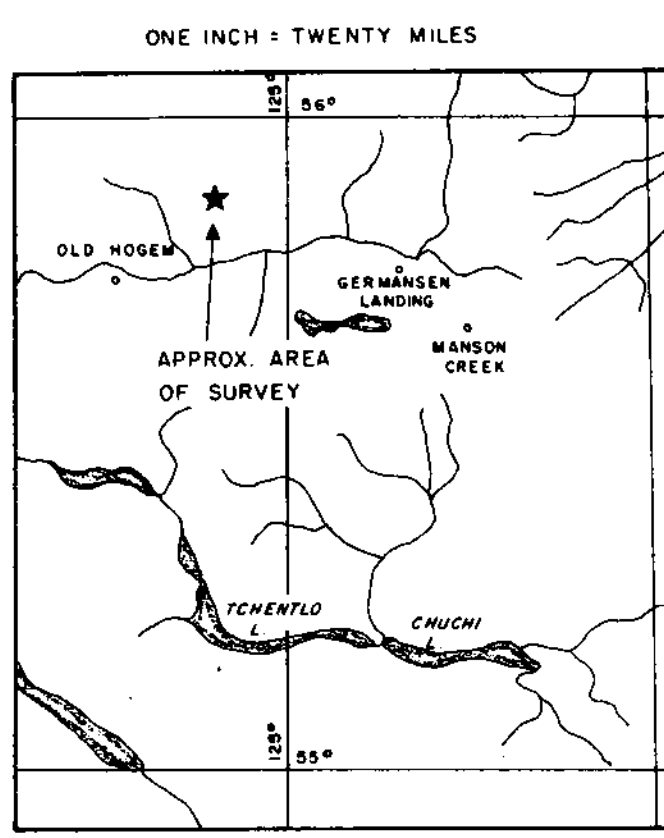 ONE INCH = TWENTY MILES
125°
56°
OLD HOGEM
GERMANSEN
LANDING
MANSON
CREEK
APPROX. AREA
OF SURVEY
TCHENTLO
L.
CHUCHI
L.
125°
55°